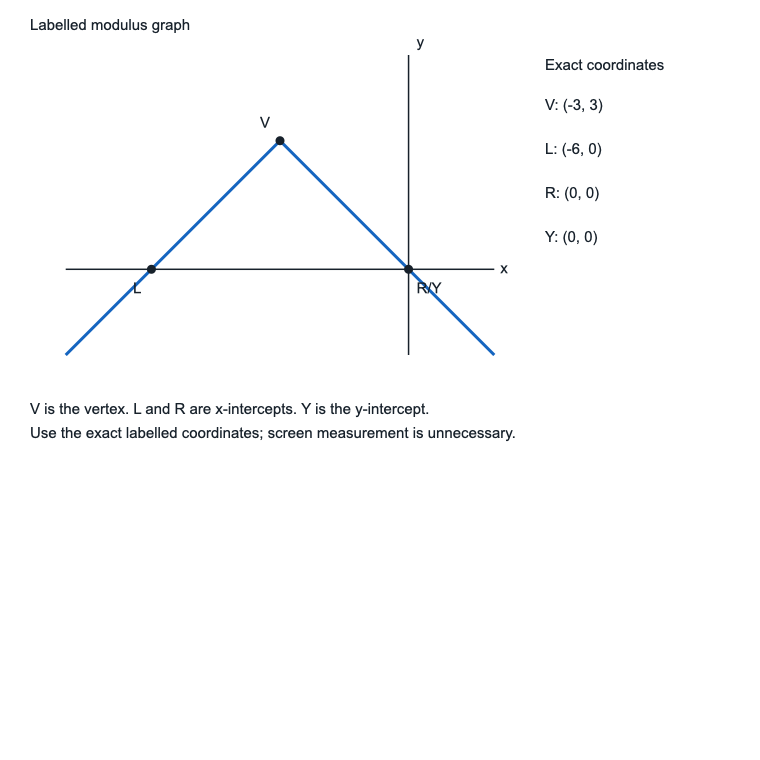 Labelled modulus graph
y
Exact coordinates
V
V: (-3, 3)
L: (-6, 0)
R: (0, 0)
Y: (0, 0)
x
L
R/Y
V is the vertex. L and R are x-intercepts. Y is the y-intercept.
Use the exact labelled coordinates; screen measurement is unnecessary.